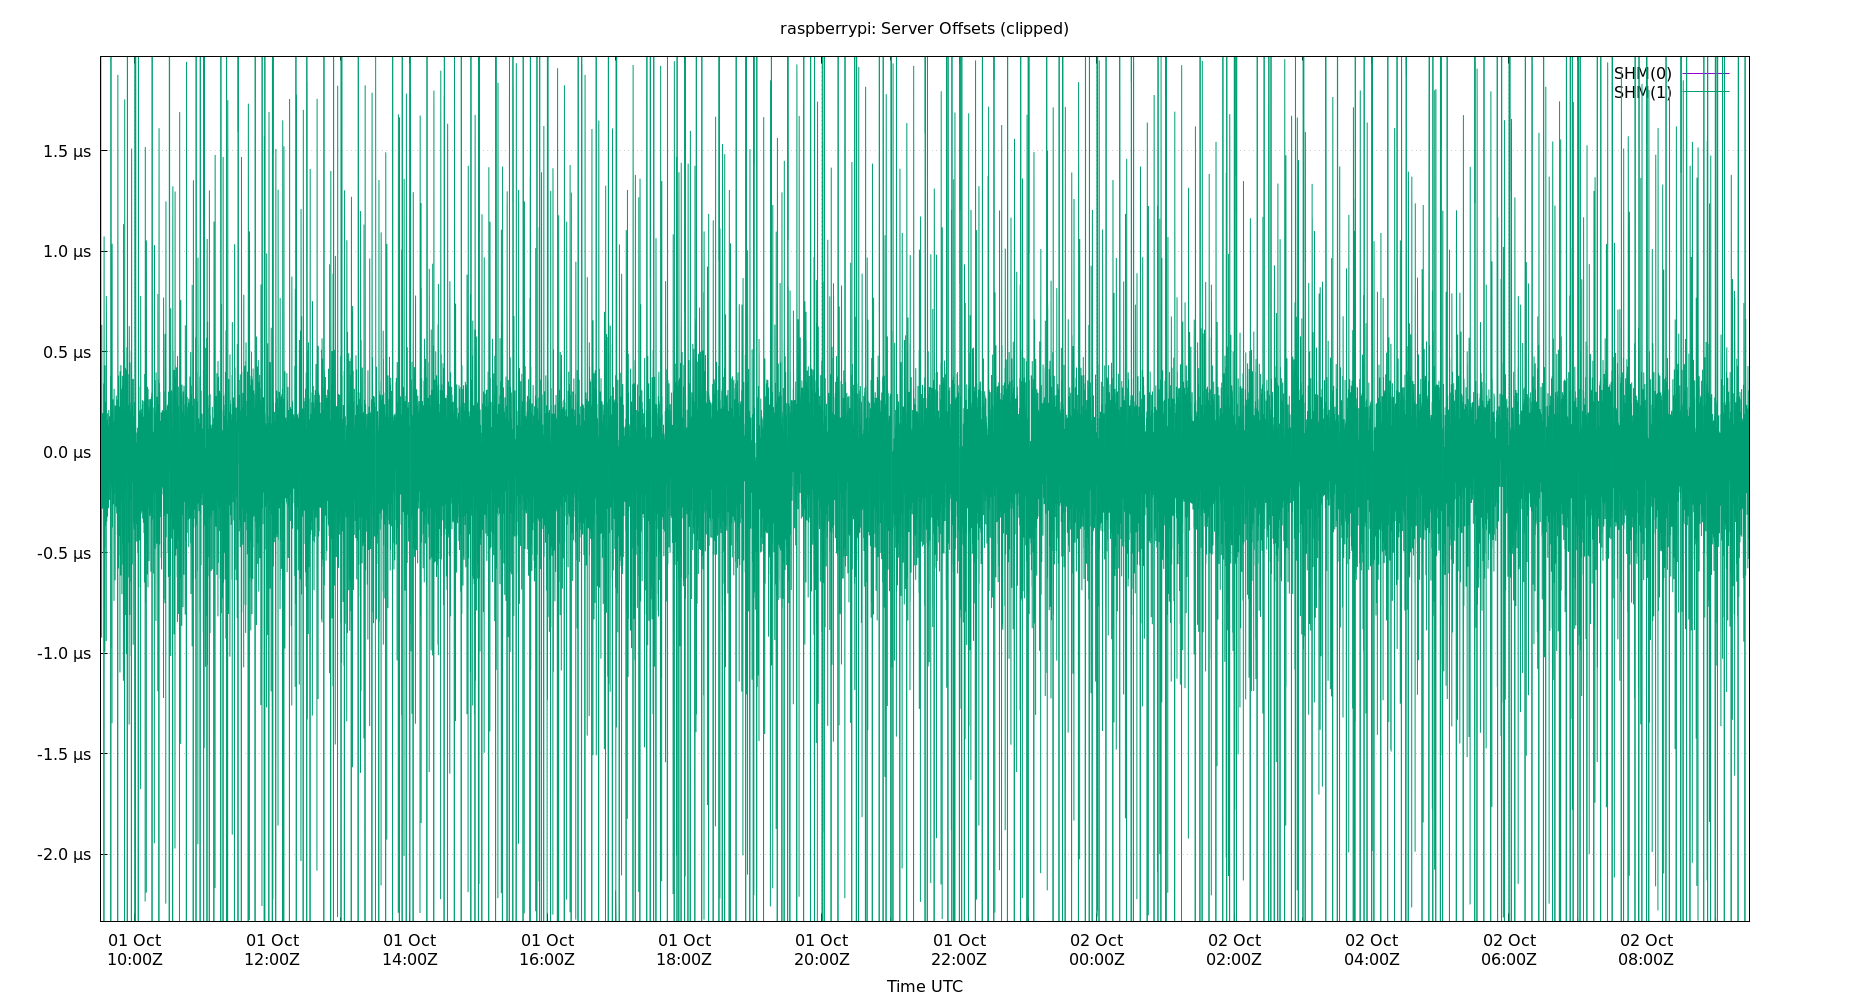 raspberrypi: Server Offsets (clipped)
SHM(0)
SHM(1)
1.5 µs
1.0 µs
0.5 µs
0.0 µs
-0.5 µs
-1.0 µs
-1.5 µs
-2.0 µs
01 Oct 01 Oct 01 Oct 01 Oct 01 Oct 01 Oct 01 Oct 02 Oct 02 Oct 02 Oct 02 Oct 02 Oct
10:00Z 12:00Z 14:00Z 16:00Z 18:00Z 20:00Z 22:00Z 00:00Z 02:00Z 04:00Z 06:00Z 08:00Z
Time UTC